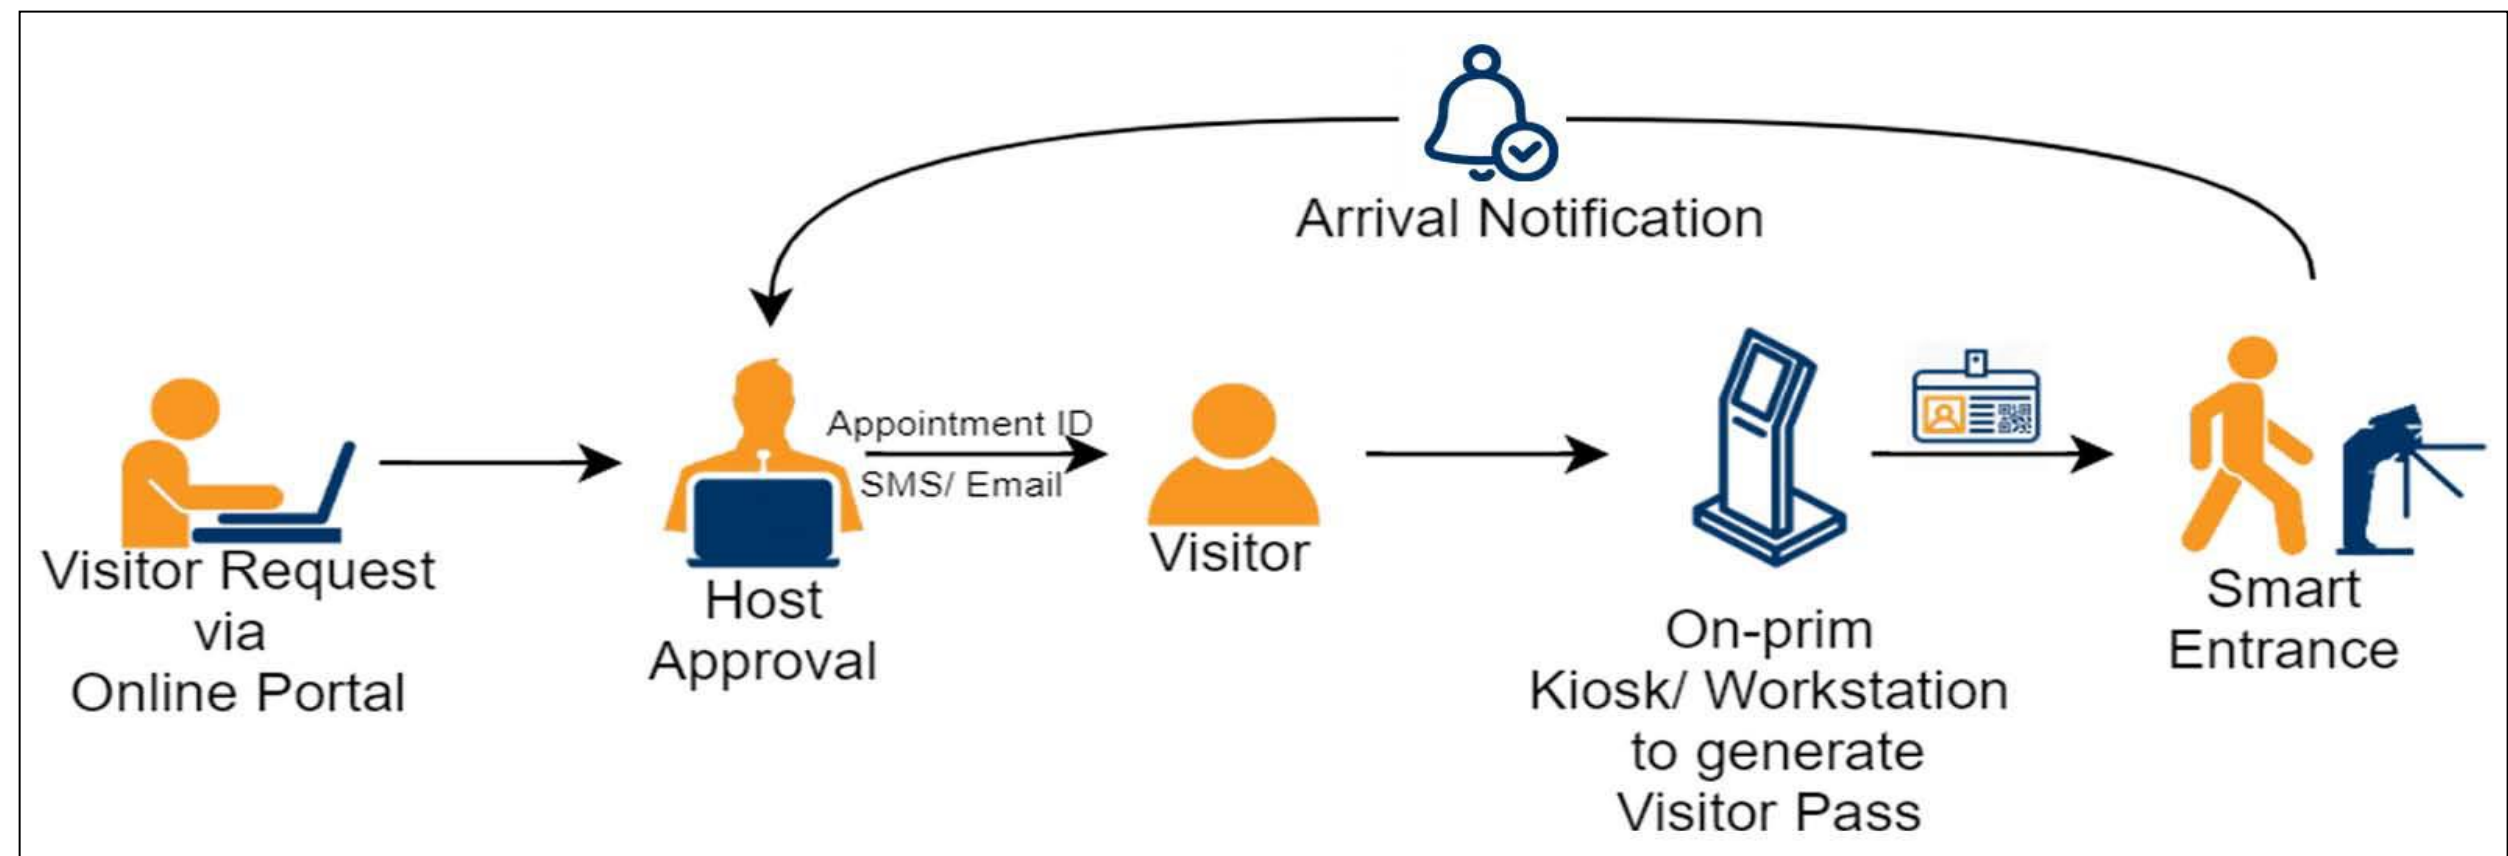 Arrival Notification
Visitor Request
via
Online Portal
Host
Approval
Appointment ID
SMS/ Email
Visitor
On-prim
Kiosk/ Workstation
to generate
Visitor Pass
Smart
Entrance